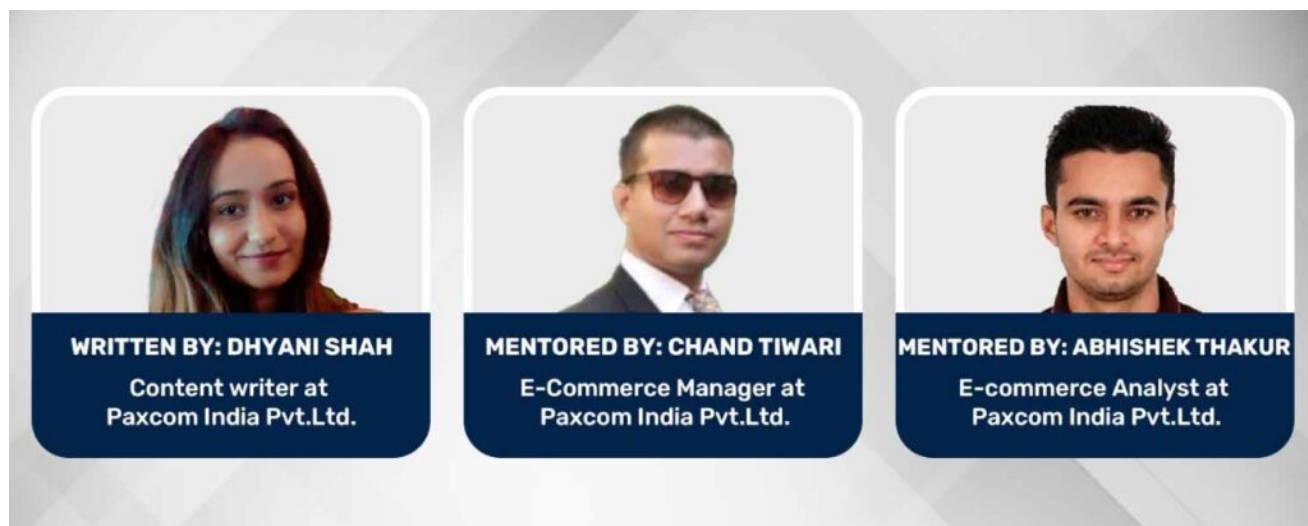 WRITTEN BY: DHYANI SHAH
Content writer at
Paxcom India Pvt.Ltd.
MENTORED BY: CHAND TIWARI
E-Commerce Manager at
Paxcom India Pvt.Ltd.
MENTORED BY: ABHISHEK THAKUR
E-commerce Analyst at
Paxcom India Pvt.Ltd.